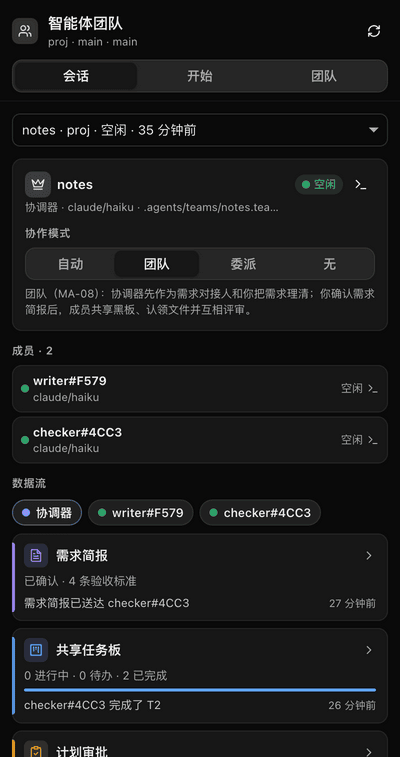 智能体团队
proj · main · main
会话 开始 团队
notes · proj · 空闲 · 35 分钟前
notes 空闲
协调器 · claude/haiku · .agents/teams/notes.tea...
协作模式
自动 团队 委派 无
团队（MA-08）：协调器先作为需求对接人和你把需求理清；你确认需求
简报后，成员共享黑板、认领文件并互相评审。
成员 · 2
writer#F579
claude/haiku
空闲
checker#4CC3
claude/haiku
空闲
数据流
协调器 writer#F579 checker#4CC3
需求简报
已确认 · 4 条验收标准
需求简报已送达 checker#4CC3 27 分钟前
共享任务板
0 进行中 · 0 待办 · 2 已完成
checker#4CC3 完成了 T2 26 分钟前
计划审批